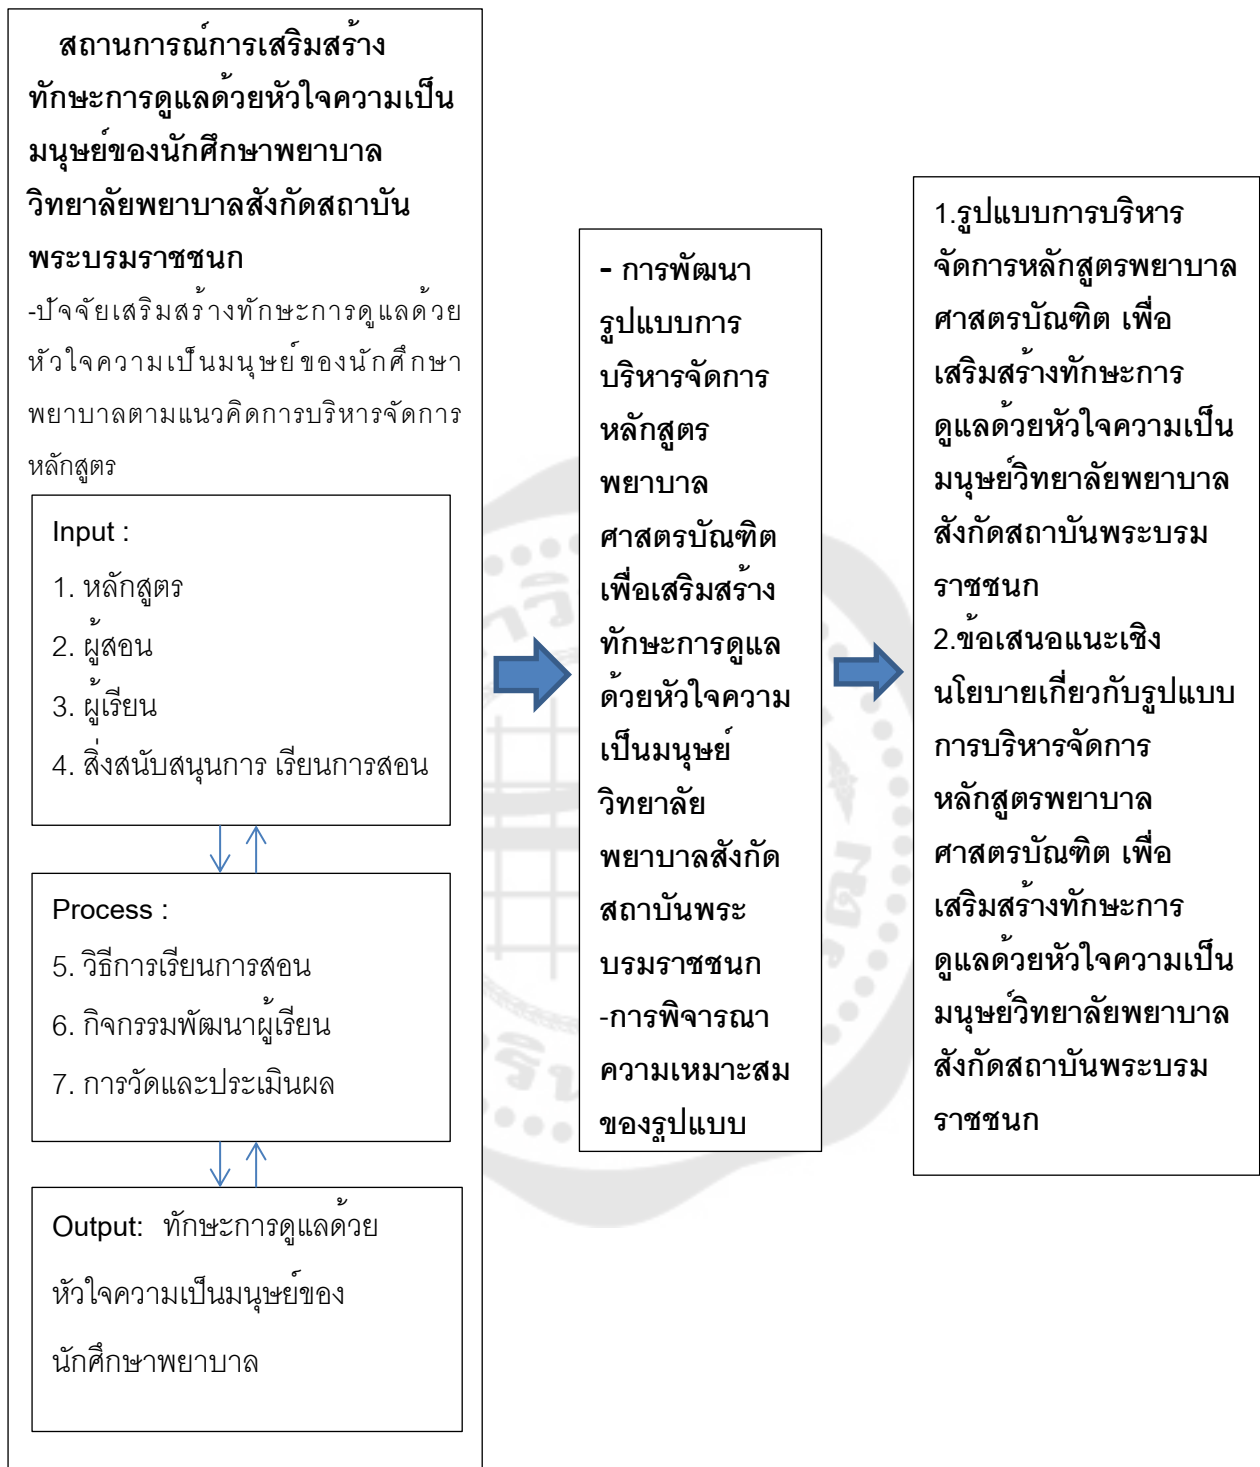 สถานการณ์การเสริมสร้าง
ทักษะการดูแลด้วยหัวใจความเป็น
มนุษย์ของนักศึกษาพยาบาล
วิทยาลัยพยาบาลสังกัดสถาบัน
พระบรมราชชนก
-ปัจจัยเสริมสร้างทักษะการดูแลด้วย
หัวใจความเป็นมนุษย์ของนักศึกษา
พยาบาลตามแนวคิดการบริหารจัดการ
หลักสูตร
Input :
1. หลักสูตร
2. ผู้สอน
3. ผู้เรียน
4. สิ่งสนับสนุนการ เรียนการสอน
Process :
5. วิธีการเรียนการสอน
6. กิจกรรมพัฒนาผู้เรียน
7. การวัดและประเมินผล
Output: ทักษะการดูแลด้วย
หัวใจความเป็นมนุษย์ของ
นักศึกษาพยาบาล
- การพัฒนา
รูปแบบการ
บริหารจัดการ
หลักสูตร
พยาบาล
ศาสตรบัณฑิต
เพื่อเสริมสร้าง
ทักษะการดูแล
ด้วยหัวใจความ
เป็นมนุษย์
วิทยาลัย
พยาบาลสังกัด
สถาบันพระ
บรมราชชนก
-การพิจารณา
ความเหมาะสม
ของรูปแบบ
1.รูปแบบการบริหาร
จัดการหลักสูตรพยาบาล
ศาสตรบัณฑิต เพื่อ
เสริมสร้างทักษะการ
ดูแลด้วยหัวใจความเป็น
มนุษย์วิทยาลัยพยาบาล
สังกัดสถาบันพระบรม
ราชชนก
2.ข้อเสนอแนะเชิง
นโยบายเกี่ยวกับรูปแบบ
การบริหารจัดการ
หลักสูตรพยาบาล
ศาสตรบัณฑิต เพื่อ
เสริมสร้างทักษะการ
ดูแลด้วยหัวใจความเป็น
มนุษย์วิทยาลัยพยาบาล
สังกัดสถาบันพระบรม
ราชชนก